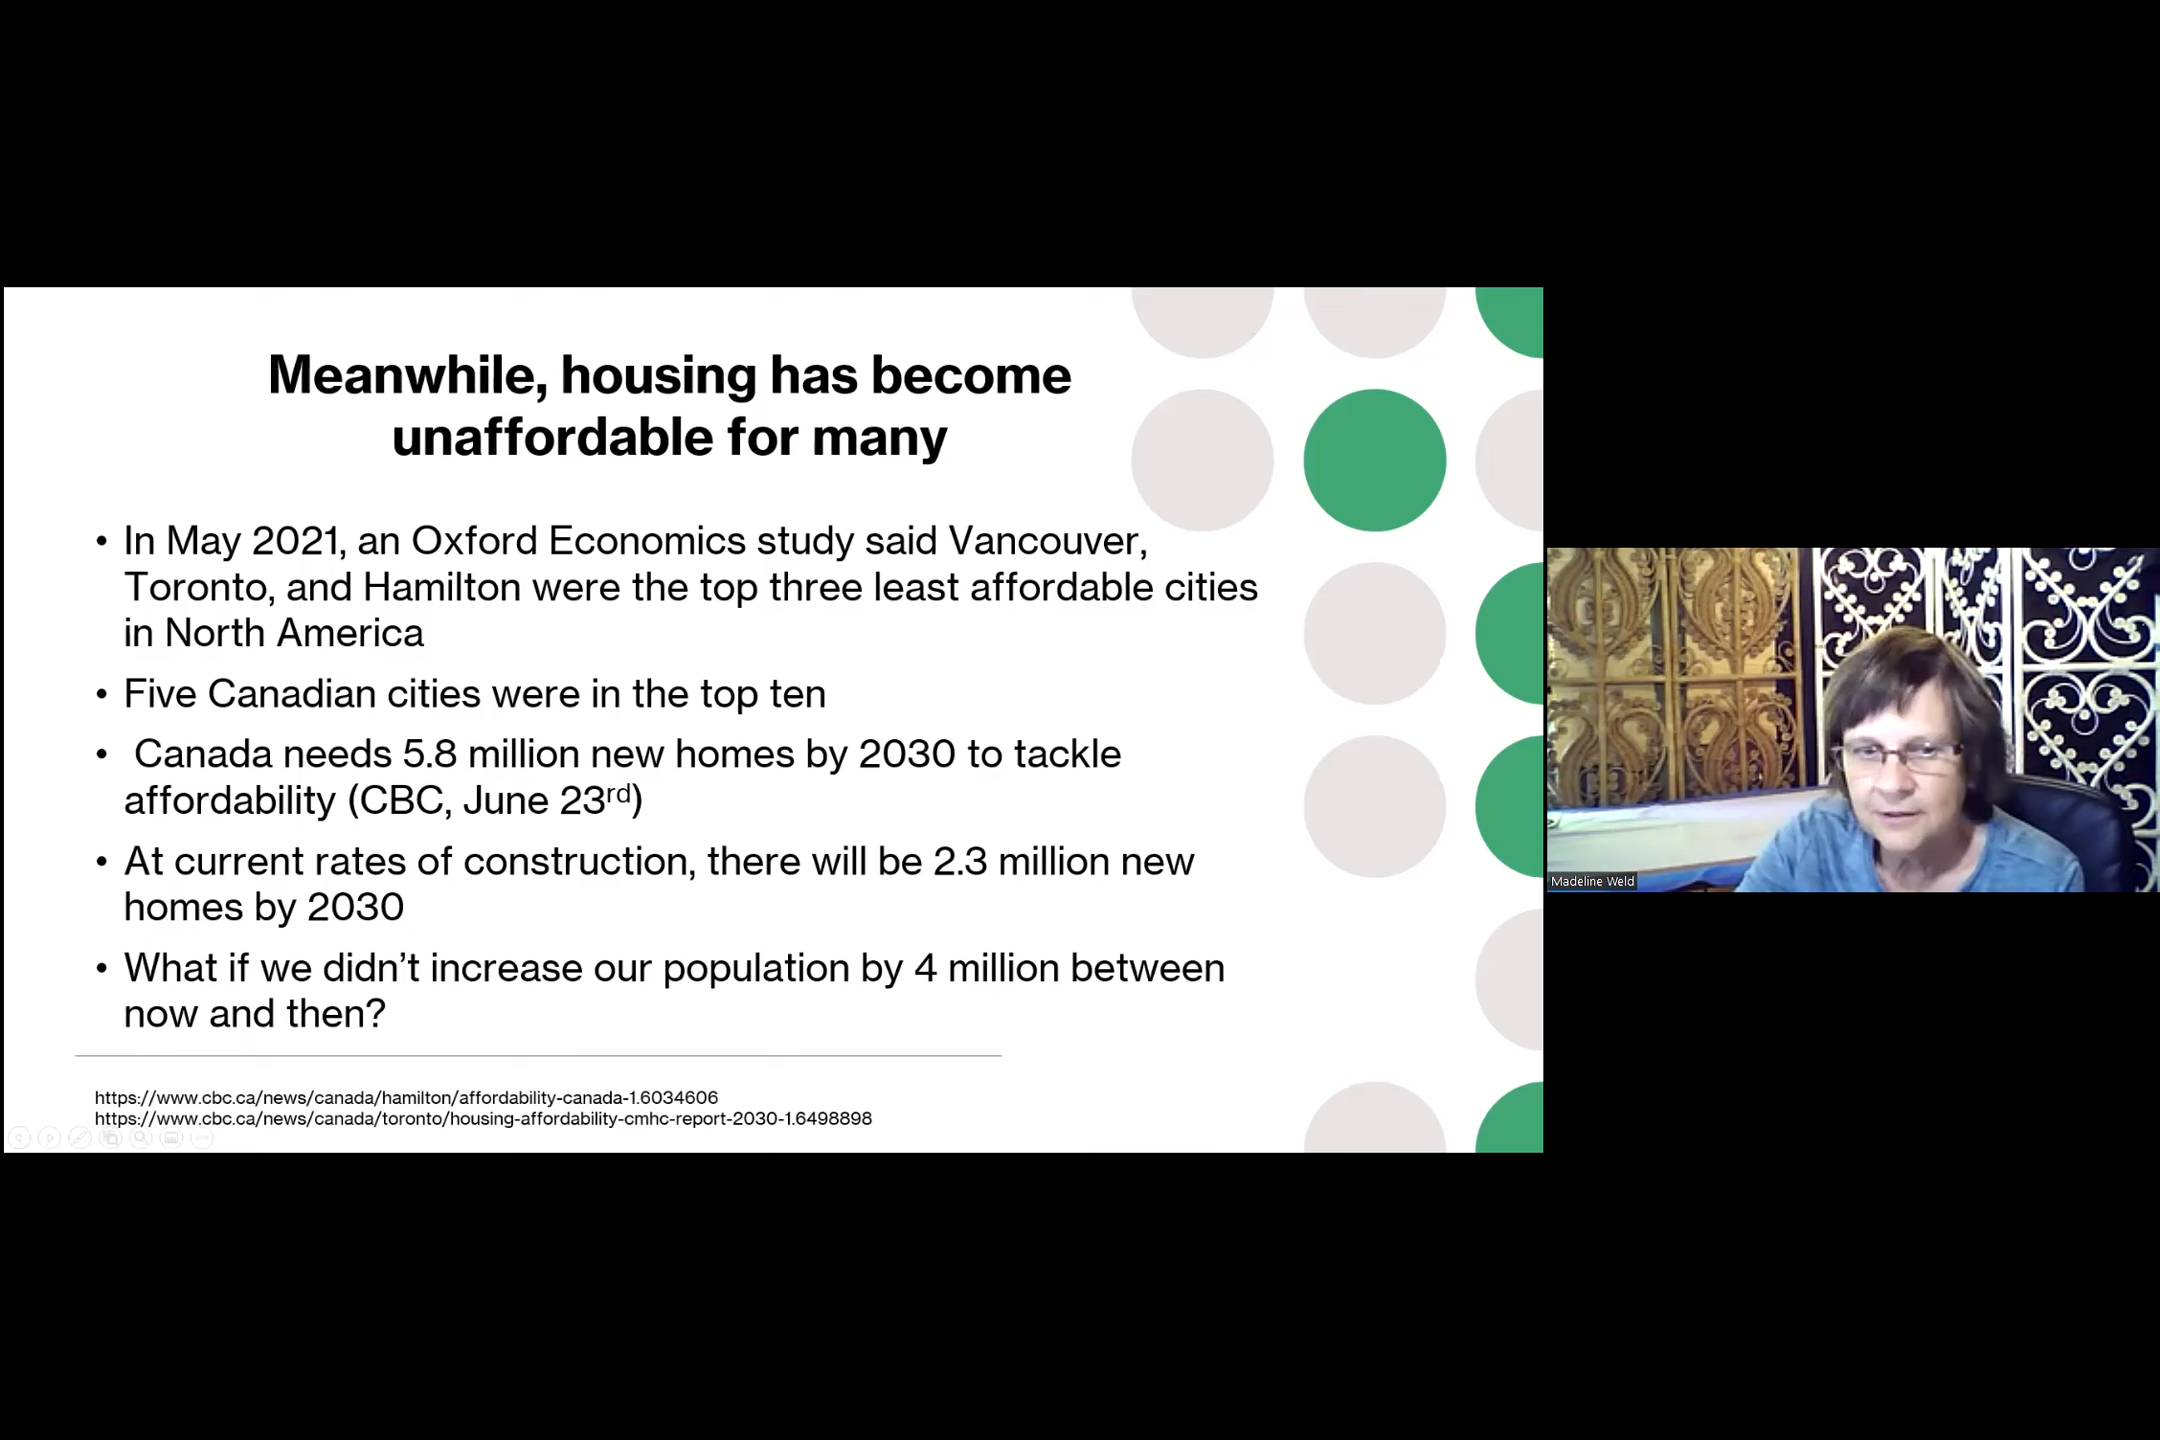 Meanwhile, housing has become
unaffordable for many
• In May 2021, an Oxford Economics study said Vancouver,
Toronto, and Hamilton were the top three least affordable cities
in North America
• Five Canadian cities were in the top ten
• Canada needs 5.8 million new homes by 2030 to tackle
affordability (CBC, June 23rd)
• At current rates of construction, there will be 2.3 million new
homes by 2030
• What if we didn’t increase our population by 4 million between
now and then?
https://www.cbc.ca/news/canada/hamilton/affordability-canada-1.6034606
https://www.cbc.ca/news/canada/toronto/housing-affordability-cmhc-report-2030-1.6498898
Madeline Weld